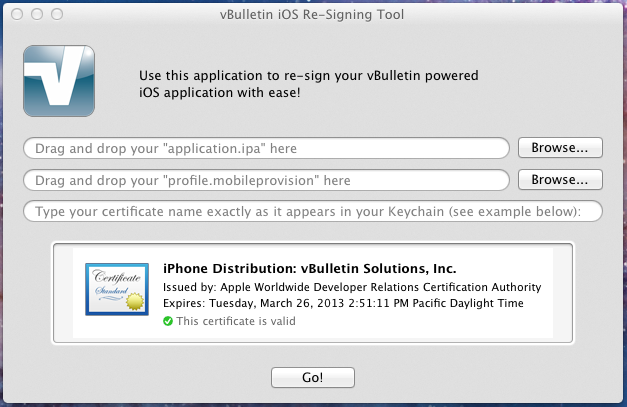 vBulletin iOS Re-Signing Tool
Use this application to re-sign your vBulletin powered
iOS application with ease!
Drag and drop your "application.ipa" here
Browse...
Drag and drop your "profile.mobileprovision" here
Browse...
Type your certificate name exactly as it appears in your Keychain (see example below):
Certificate
Standard
iPhone Distribution: vBulletin Solutions, Inc.
Issued by: Apple Worldwide Developer Relations Certification Authority
Expires: Tuesday, March 26, 2013 2:51:11 PM Pacific Daylight Time
This certificate is valid
Go!